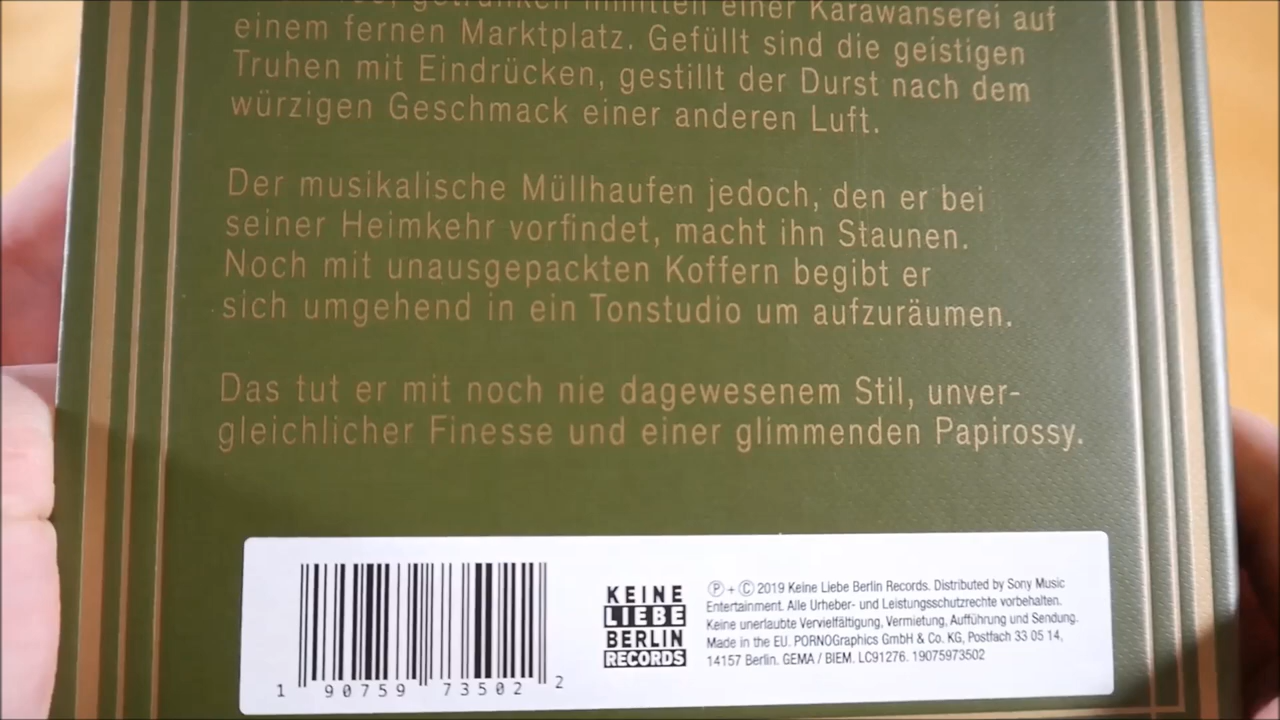 getrunken inmitten einer Karawanserei auf
einem fernen Marktplatz. Gefüllt sind die geistigen
Truhen mit Eindrücken, gestillt der Durst nach dem
würzigen Geschmack einer anderen Luft.
Der musikalische Müllhaufen jedoch, den er bei
seiner Heimkehr vorfindet, macht ihn Staunen.
Noch mit unausgepackten Koffern begibt er
sich umgehend in ein Tonstudio um aufzuräumen.
Das tut er mit noch nie dagewesenem Stil, unver-
gleichlicher Finesse und einer glimmenden Papirossy.
1 90759 73502 2
KEINE
LIEBE
BERLIN
RECORDS
Ⓟ + Ⓒ 2019 Keine Liebe Berlin Records. Distributed by Sony Music
Entertainment. Alle Urheber- und Leistungsschutzrechte vorbehalten.
Keine unerlaubte Vervielfältigung, Vermietung, Aufführung und Sendung.
Made in the EU. PORNOGraphics GmbH & Co. KG, Postfach 33 05 14,
14157 Berlin. GEMA / BIEM. LC91276. 19075973502